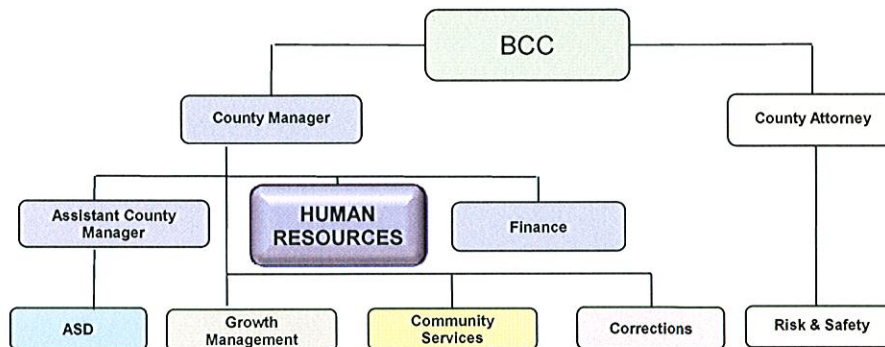 BCC
County Manager
County Attorney
Assistant County
Manager
HUMAN
RESOURCES
Finance
ASD
Growth
Management
Community
Services
Corrections
Risk & Safety